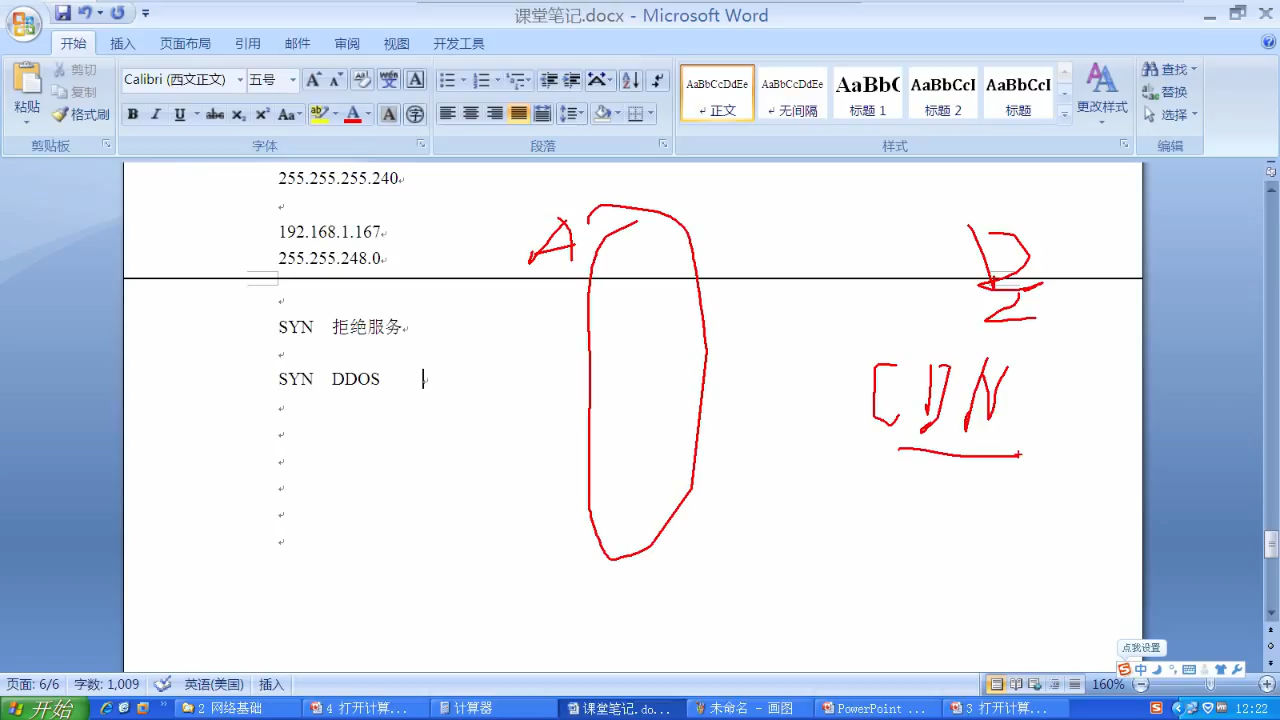 课堂笔记.docx - Microsoft Word
开始 插入 页面布局 引用 邮件 审阅 视图 开发工具
粘贴 剪切 复制 格式刷
Calibri (西文正文) 五号
AaBbCcDdEe AaBbCcDdEe AaBbC AaBbCcI AaBbCcI
正文 无间隔 标题 1 标题 2 标题 更改样式
查找 替换 选择
剪贴板 字体 段落 样式 编辑
255.255.255.240
192.168.1.167
255.255.248.0
A
D
2
SYN 拒绝服务
SYN DDOS
CDN
点我设置
中
页面: 6/6 字数: 1,009 英语(美国) 插入 160%
开始 2 网络基础 4 打开计算... 计算器 课堂笔记.do... 未命名 - 画图 PowerPoint ... 3 打开计算... 12:22